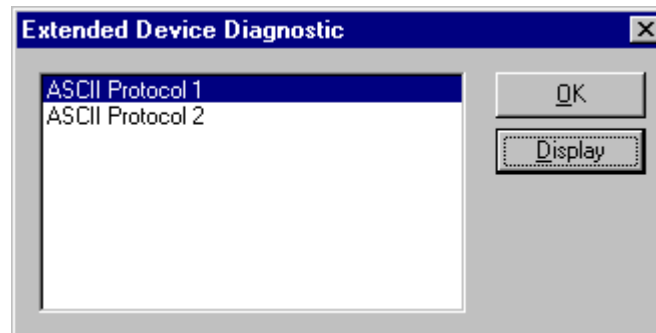 Extended Device Diagnostic
ASCII Protocol 1
ASCII Protocol 2
OK
Display